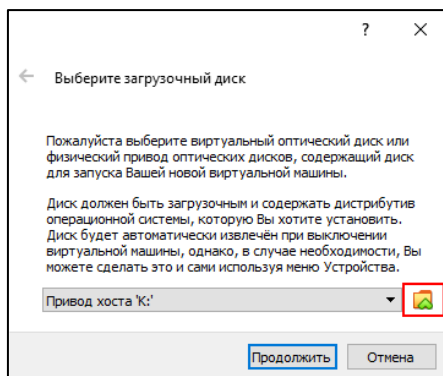 ?
Выберите загрузочный диск
Пожалуйста выберите виртуальный оптический диск или
физический привод оптических дисков, содержащий диск
для запуска Вашей новой виртуальной машины.
Диск должен быть загрузочным и содержать дистрибутив
операционной системы, которую Вы хотите установить.
Диск будет автоматически извлечён при выключении
виртуальной машины, однако, в случае необходимости, Вы
можете сделать это и сами используя меню Устройства.
Привод хоста 'K:'
Продолжить
Отмена